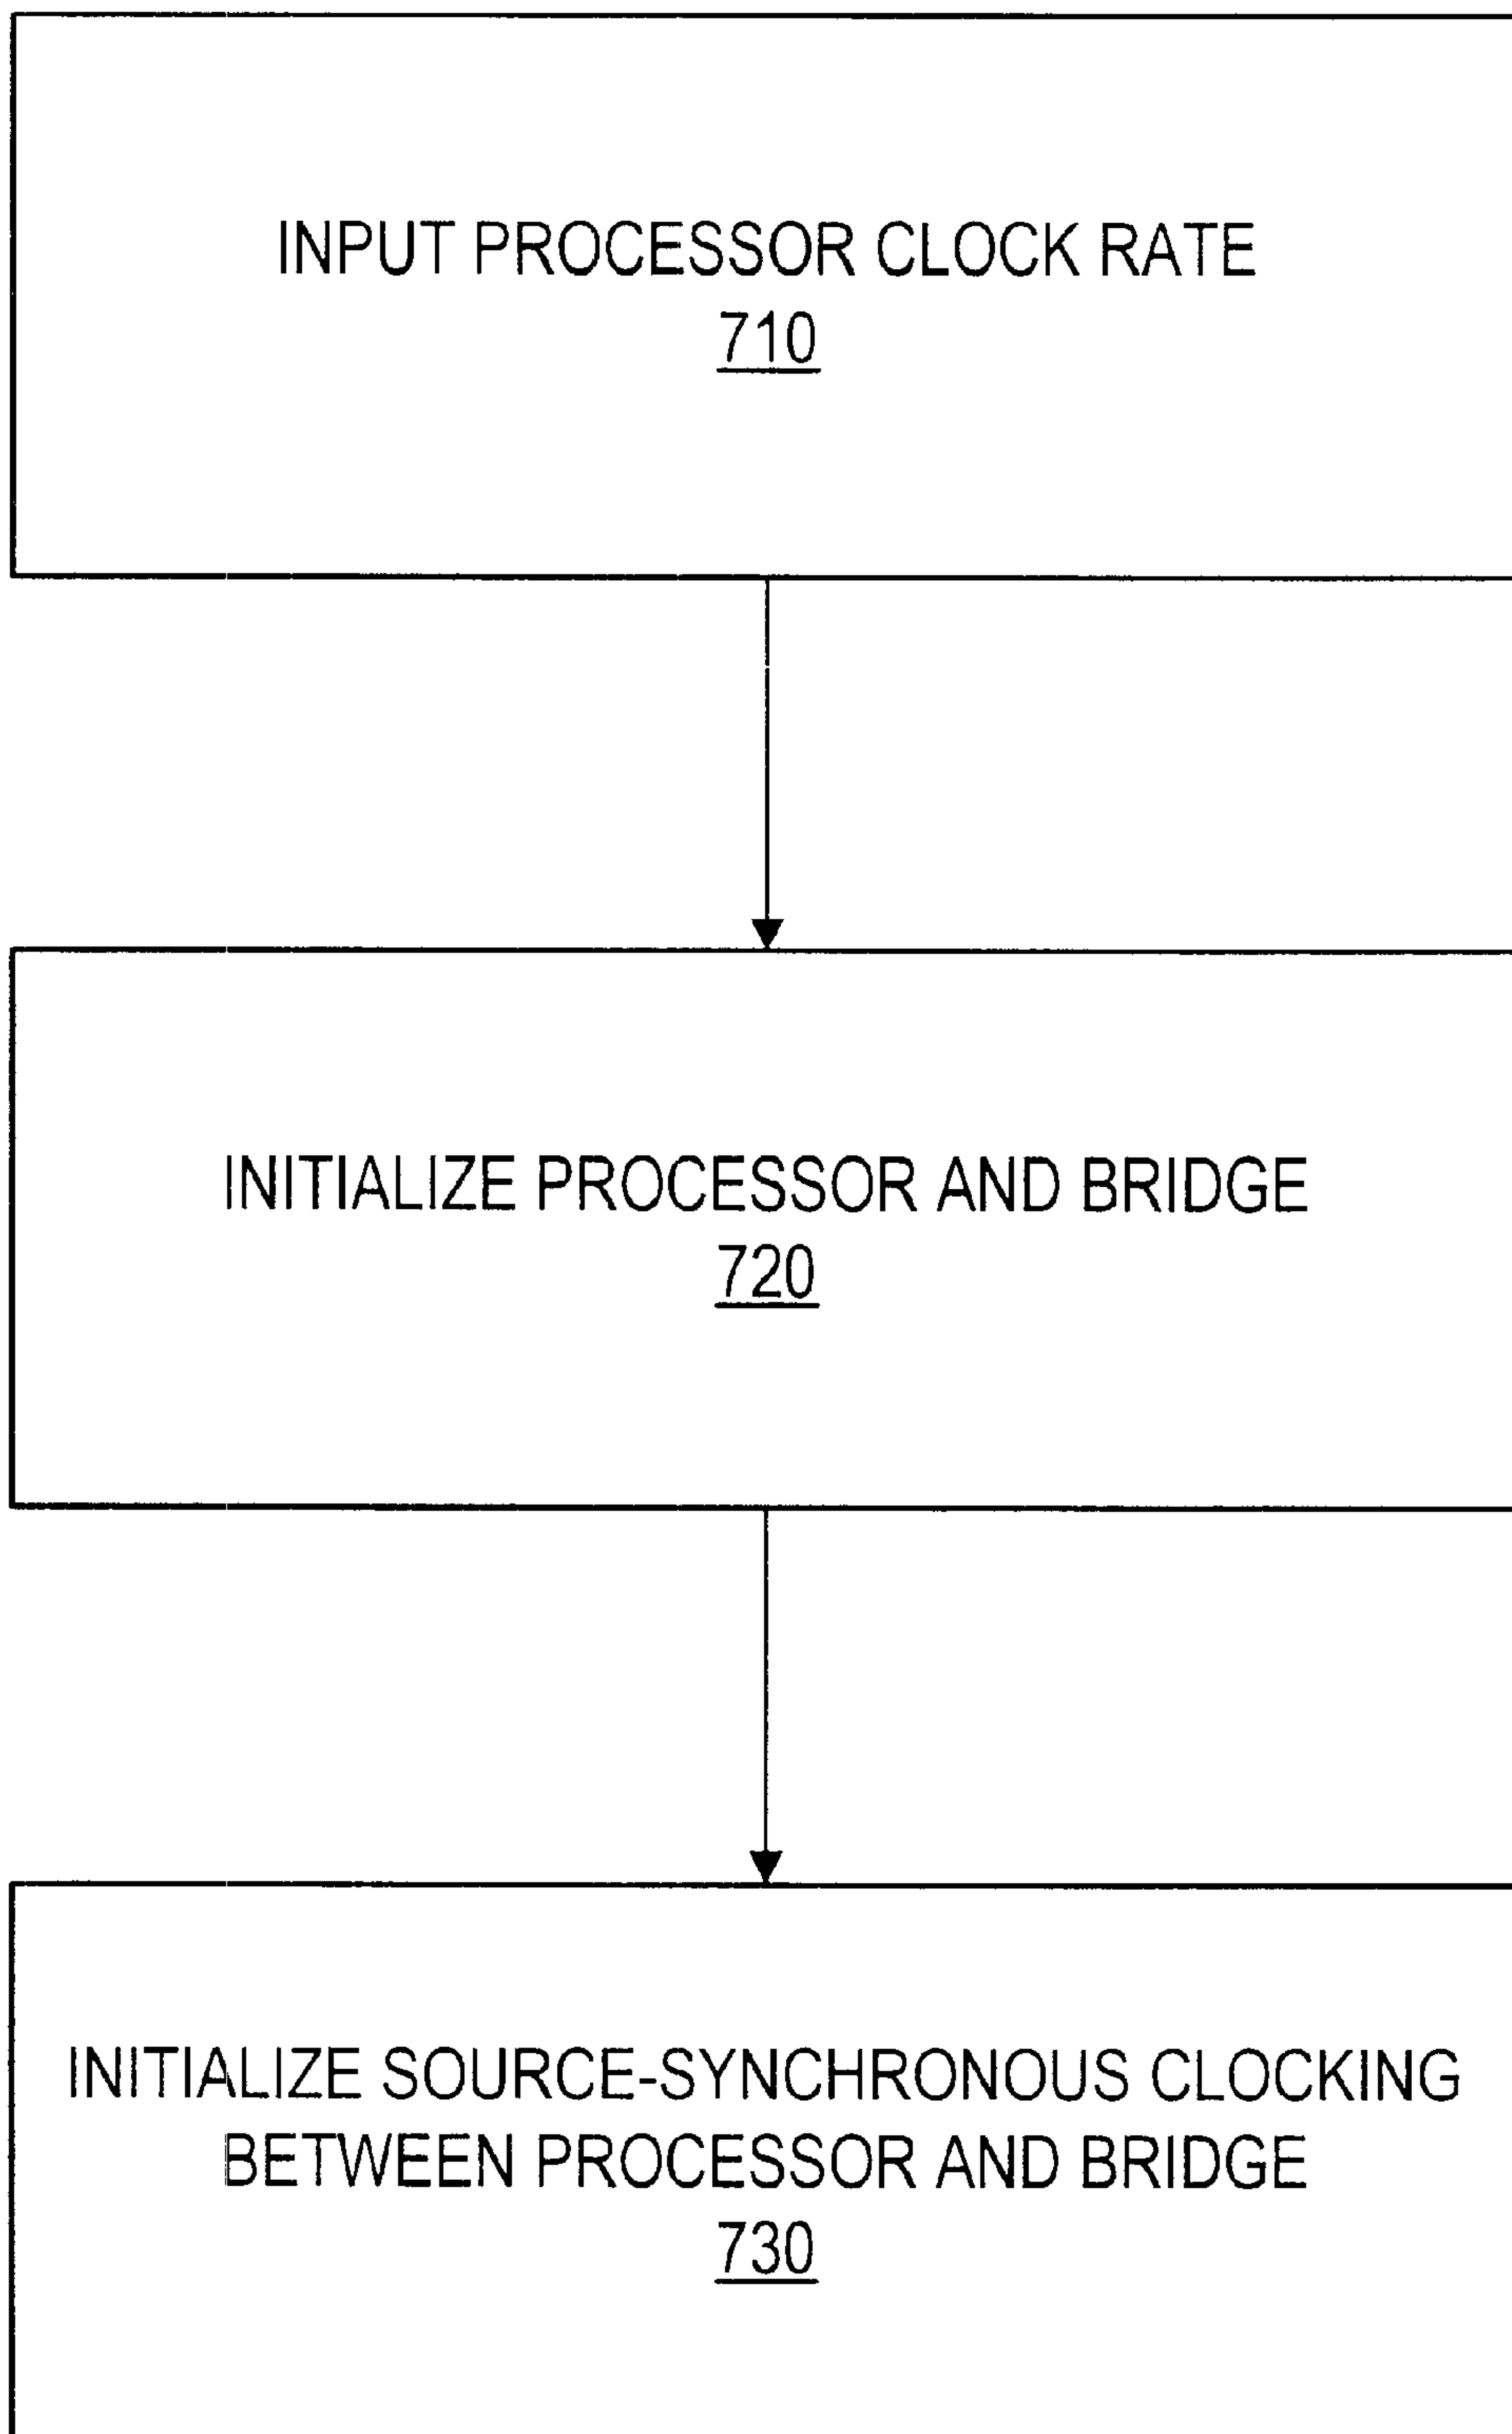 INPUT PROCESSOR CLOCK RATE
710
INITIALIZE PROCESSOR AND BRIDGE
720
INITIALIZE SOURCE-SYNCHRONOUS CLOCKING
BETWEEN PROCESSOR AND BRIDGE
730